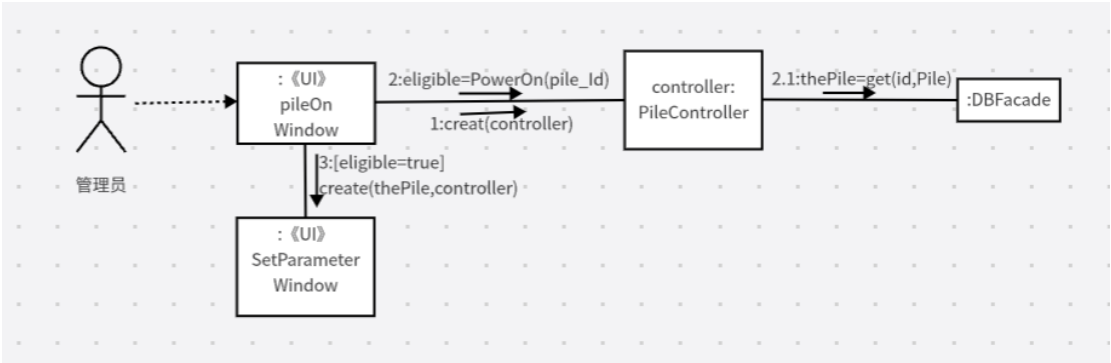 :《UI》
pileOn
Window
2:eligible=PowerOn(pile_Id)
1:creat(controller)
controller:
PileController
2.1:thePile=get(id,Pile)
:DBFacade
管理员
3:[eligible=true]
create(thePile,controller)
:《UI》
SetParameter
Window